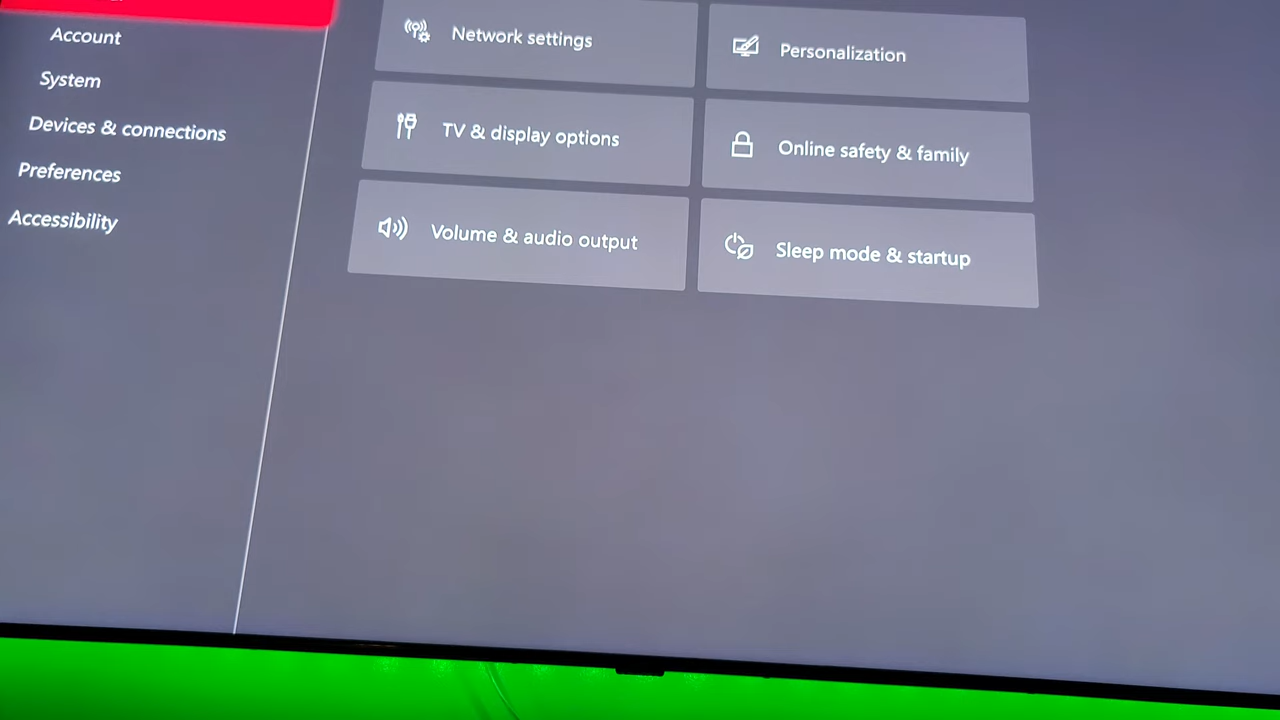 Account
System
Devices & connections
Preferences
Accessibility
Network settings
Personalization
TV & display options
Online safety & family
Volume & audio output
Sleep mode & startup